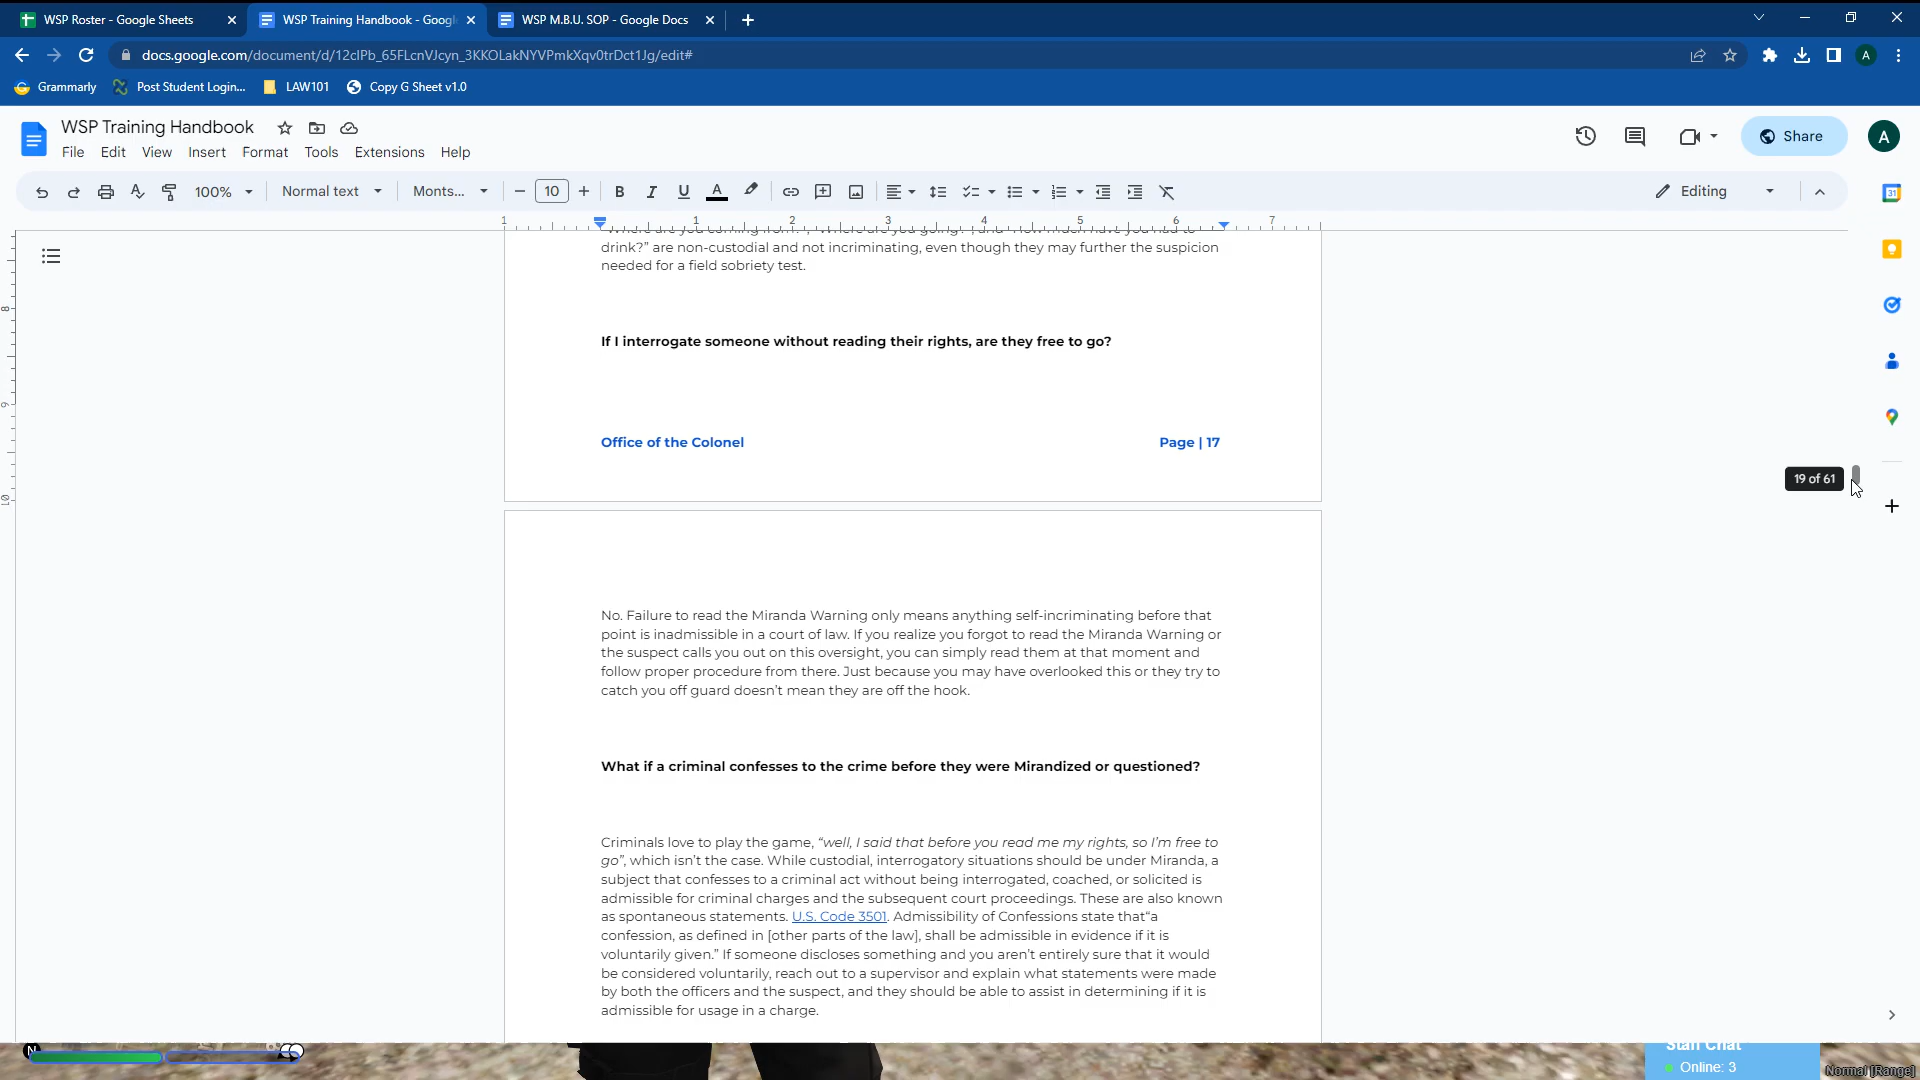 WSP Roster - Google Sheets
WSP Training Handbook - Googl
WSP M.B.U. SOP - Google Docs
docs.google.com/document/d/12clPb_65FLcnVJcyn_3KKOLakNYVPmkXqv0trDct1Jg/edit#
A
Grammarly
Post Student Login...
LAW101
Copy G Sheet v1.0
WSP Training Handbook
Share
A
File Edit View Insert Format Tools Extensions Help
100%
Normal text
Monts...
10
B I U A
Editing
31
1 1 2 3 4 5 6 7
8
9
10
drink?" are non-custodial and not incriminating, even though they may further the suspicion
needed for a field sobriety test.
If I interrogate someone without reading their rights, are they free to go?
Office of the Colonel
Page | 17
19 of 61
No. Failure to read the Miranda Warning only means anything self-incriminating before that
point is inadmissible in a court of law. If you realize you forgot to read the Miranda Warning or
the suspect calls you out on this oversight, you can simply read them at that moment and
follow proper procedure from there. Just because you may have overlooked this or they try to
catch you off guard doesn't mean they are off the hook.
What if a criminal confesses to the crime before they were Mirandized or questioned?
Criminals love to play the game, "well, I said that before you read me my rights, so I'm free to
go", which isn't the case. While custodial, interrogatory situations should be under Miranda, a
subject that confesses to a criminal act without being interrogated, coached, or solicited is
admissible for criminal charges and the subsequent court proceedings. These are also known
as spontaneous statements. U.S. Code 3501. Admissibility of Confessions state that"a
confession, as defined in [other parts of the law], shall be admissible in evidence if it is
voluntarily given." If someone discloses something and you aren't entirely sure that it would
be considered voluntarily, reach out to a supervisor and explain what statements were made
by both the officers and the suspect, and they should be able to assist in determining if it is
admissible for usage in a charge.
N
Staff Chat
Online: 3
Normal [Range]